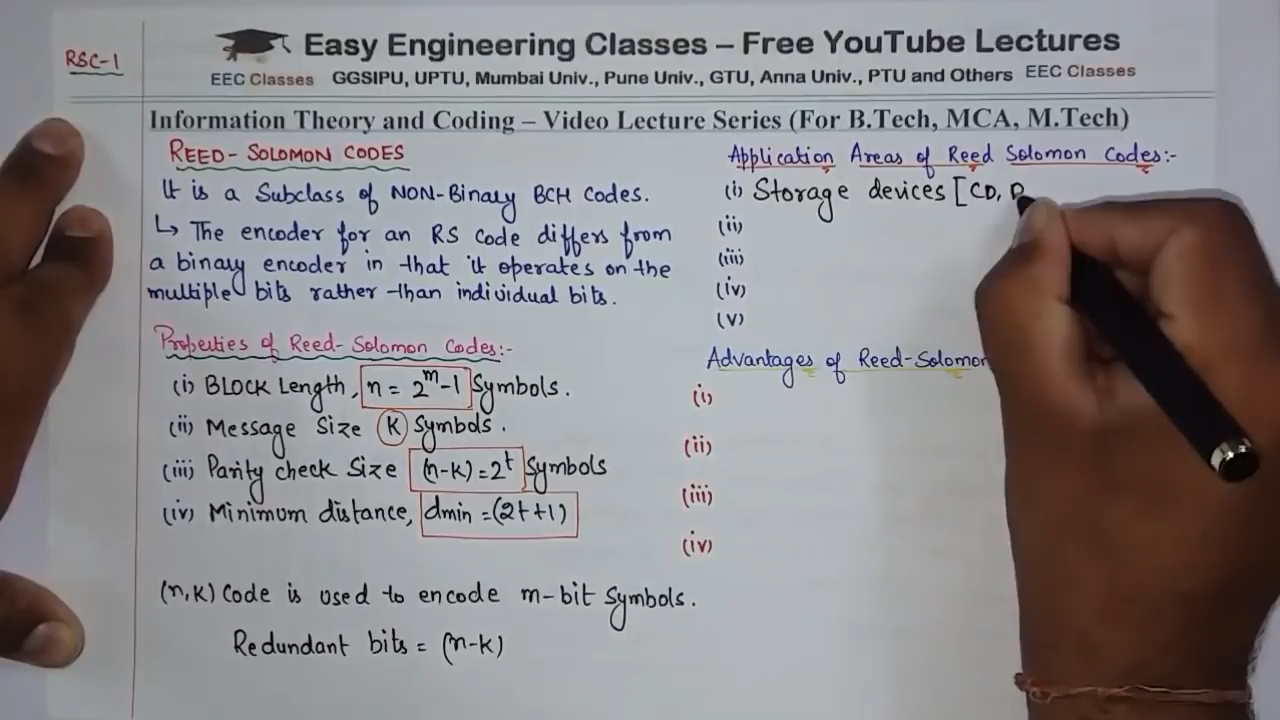 RSC-1
Easy Engineering Classes – Free YouTube Lectures
EEC Classes GGSIPU, UPTU, Mumbai Univ., Pune Univ., GTU, Anna Univ., PTU and Others EEC Classes
Information Theory and Coding – Video Lecture Series (For B.Tech, MCA, M.Tech)
REED-SOLOMON CODES
It is a Subclass of NON-Binary BCH Codes.
↳ The encoder for an RS Code differs from
a binary encoder in that it operates on the
multiple bits rather than individual bits.
Properties of Reed-Solomon Codes:-
(i) BLOCK Length, n = 2^m-1 Symbols.
(ii) Message Size K Symbols.
(iii) Parity check Size (n-k)=2^t Symbols
(iv) Minimum distance, dmin =(2t+1)
(n,k) Code is used to encode m-bit Symbols.
Redundant bits = (n-k)
Application Areas of Reed Solomon Codes:-
(i) Storage devices [CD, D
(ii)
(iii)
(iv)
(v)
Advantages of Reed-Solomon
(i)
(ii)
(iii)
(iv)